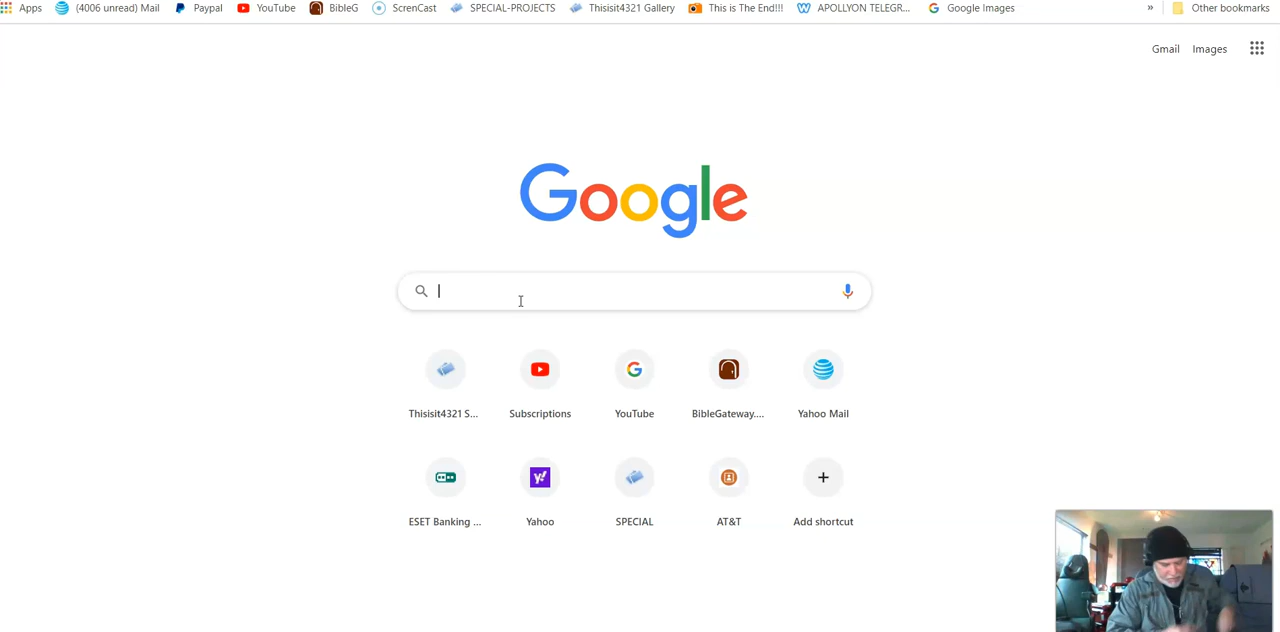 Apps (4006 unread) Mail Paypal YouTube BibleG ScrenCast SPECIAL-PROJECTS Thisisit4321 Gallery This is The End!!! APOLLYON TELEGR... Google Images » Other bookmarks
Gmail Images
Google
Thisisit4321 S... Subscriptions YouTube BibleGateway.... Yahoo Mail
ESET Banking ... Yahoo SPECIAL AT&T Add shortcut